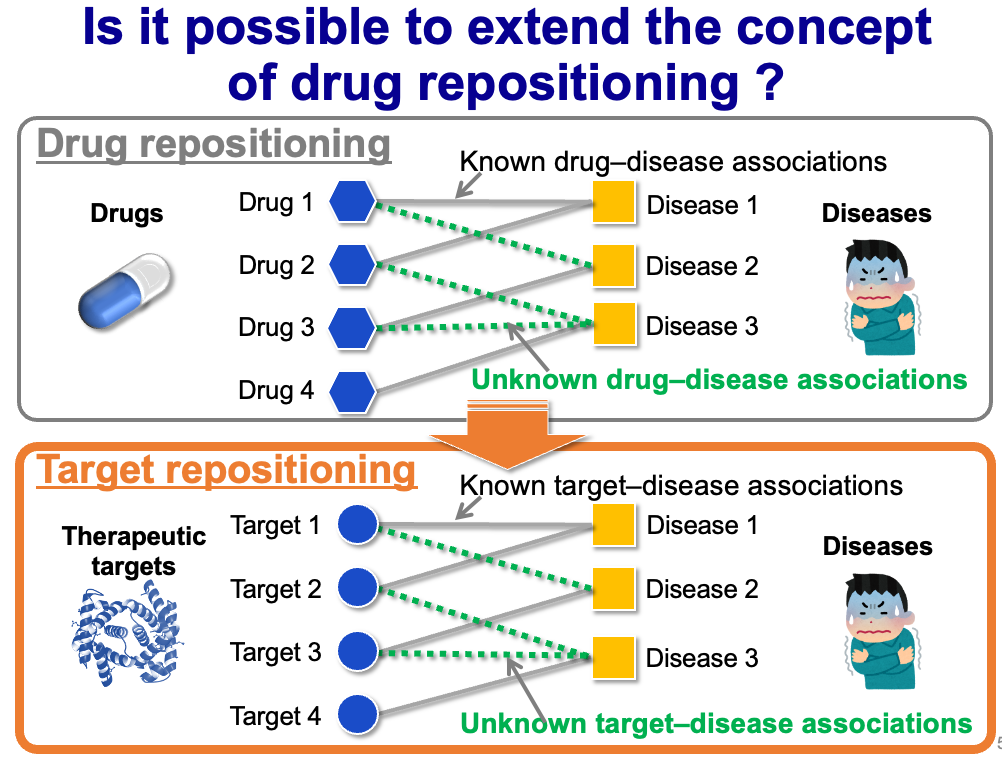 Is it possible to extend the concept
of drug repositioning ?
Drug repositioning
Known drug–disease associations
Drugs
Drug 1
Disease 1
Diseases
Drug 2
Disease 2
Drug 3
Disease 3
Unknown drug–disease associations
Drug 4
Target repositioning
Known target–disease associations
Therapeutic
targets
Target 1
Disease 1
Diseases
Target 2
Disease 2
Target 3
Disease 3
Target 4
Unknown target–disease associations
5